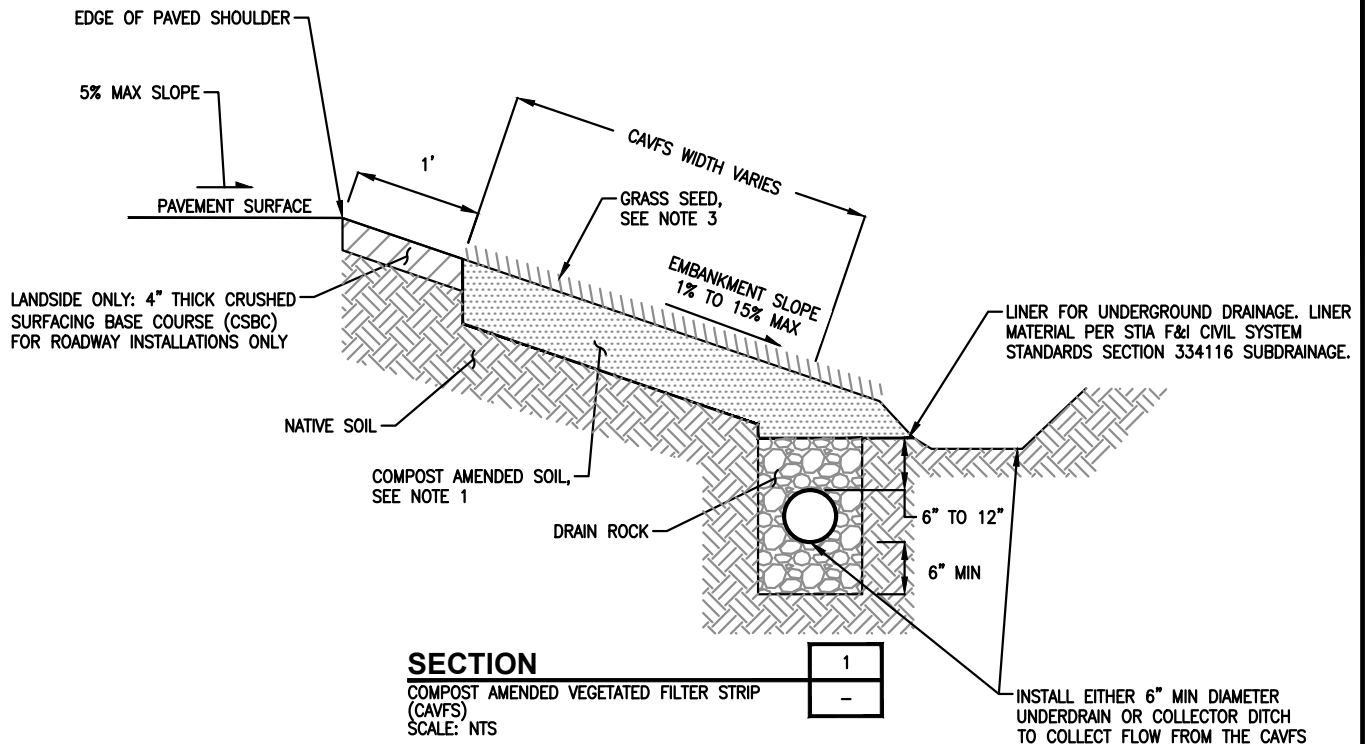 EDGE OF PAVED SHOULDER
5% MAX SLOPE
PAVEMENT SURFACE
1'
CAVFS WIDTH VARIES
GRASS SEED,
SEE NOTE 3
EMBANKMENT SLOPE
1% TO 15% MAX
LANDSIDE ONLY: 4" THICK CRUSHED
SURFACING BASE COURSE (CSBC)
FOR ROADWAY INSTALLATIONS ONLY
LINER FOR UNDERGROUND DRAINAGE. LINER
MATERIAL PER STIA F&I CIVIL SYSTEM
STANDARDS SECTION 334116 SUBDRAINAGE.
NATIVE SOIL
COMPOST AMENDED SOIL,
SEE NOTE 1
DRAIN ROCK
6" TO 12"
6" MIN
SECTION
1
-
COMPOST AMENDED VEGETATED FILTER STRIP
(CAVFS)
SCALE: NTS
INSTALL EITHER 6" MIN DIAMETER
UNDERDRAIN OR COLLECTOR DITCH
TO COLLECT FLOW FROM THE CAVFS